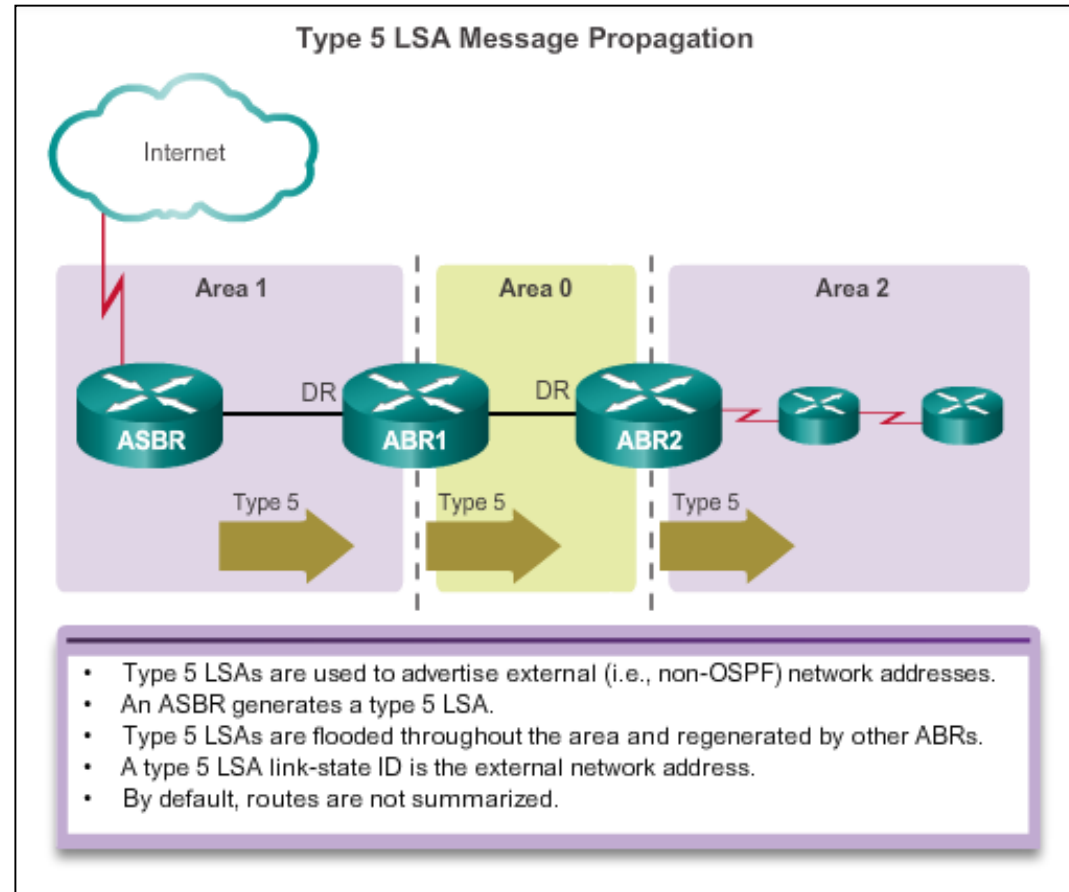 Type 5 LSA Message Propagation
Internet
Area 1
Area 0
Area 2
DR
DR
ASBR
ABR1
ABR2
Type 5
Type 5
Type 5
• Type 5 LSAs are used to advertise external (i.e., non-OSPF) network addresses.
• An ASBR generates a type 5 LSA.
• Type 5 LSAs are flooded throughout the area and regenerated by other ABRs.
• A type 5 LSA link-state ID is the external network address.
• By default, routes are not summarized.